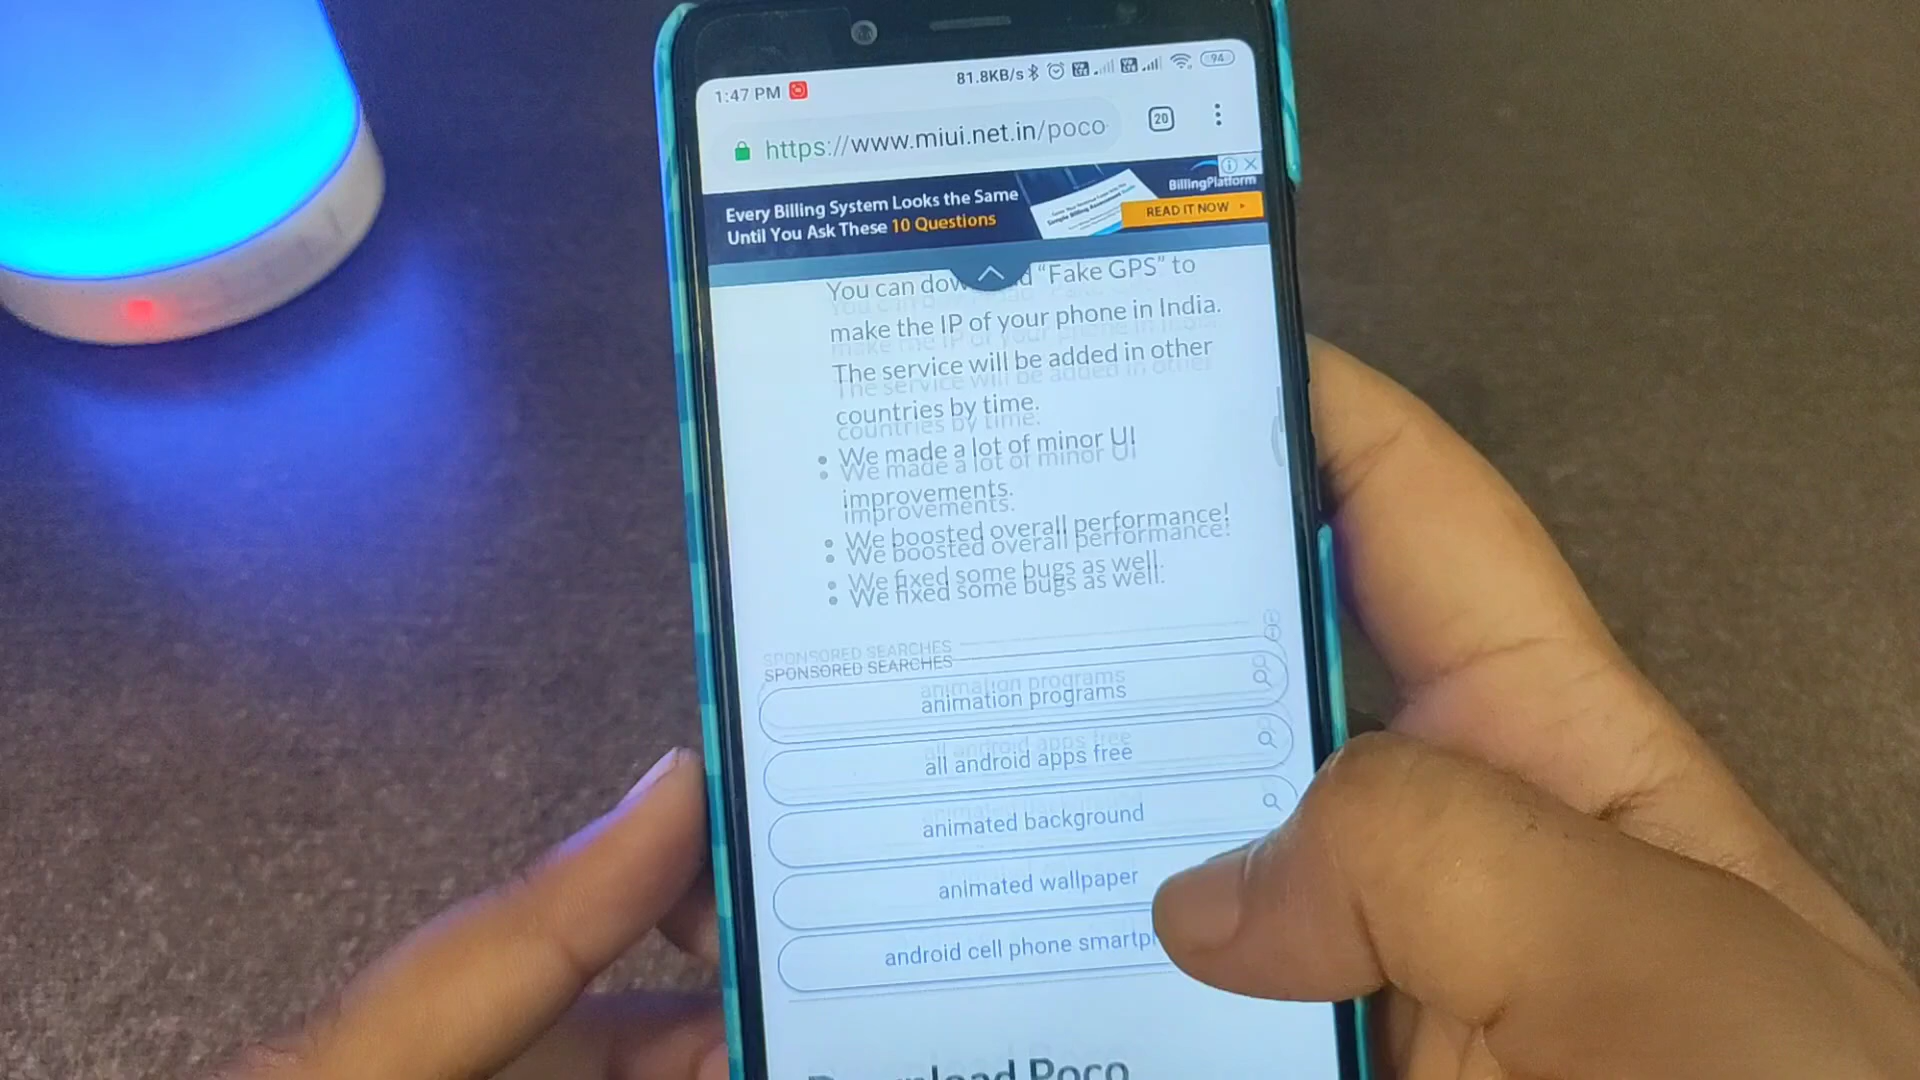 1:47 PM 81.8KB/s 94
https://www.miui.net.in/poco 20
Every Billing System Looks the Same
Until You Ask These 10 Questions
BillingPlatform
READ IT NOW
You can dow d “Fake GPS” to
make the IP of your phone in India.
The service will be added in other
countries by time.
• We made a lot of minor UI
improvements.
• We boosted overall performance!
• We fixed some bugs as well.
SPONSORED SEARCHES
animation programs
all android apps free
animated background
animated wallpaper
android cell phone smartp
Download Poco